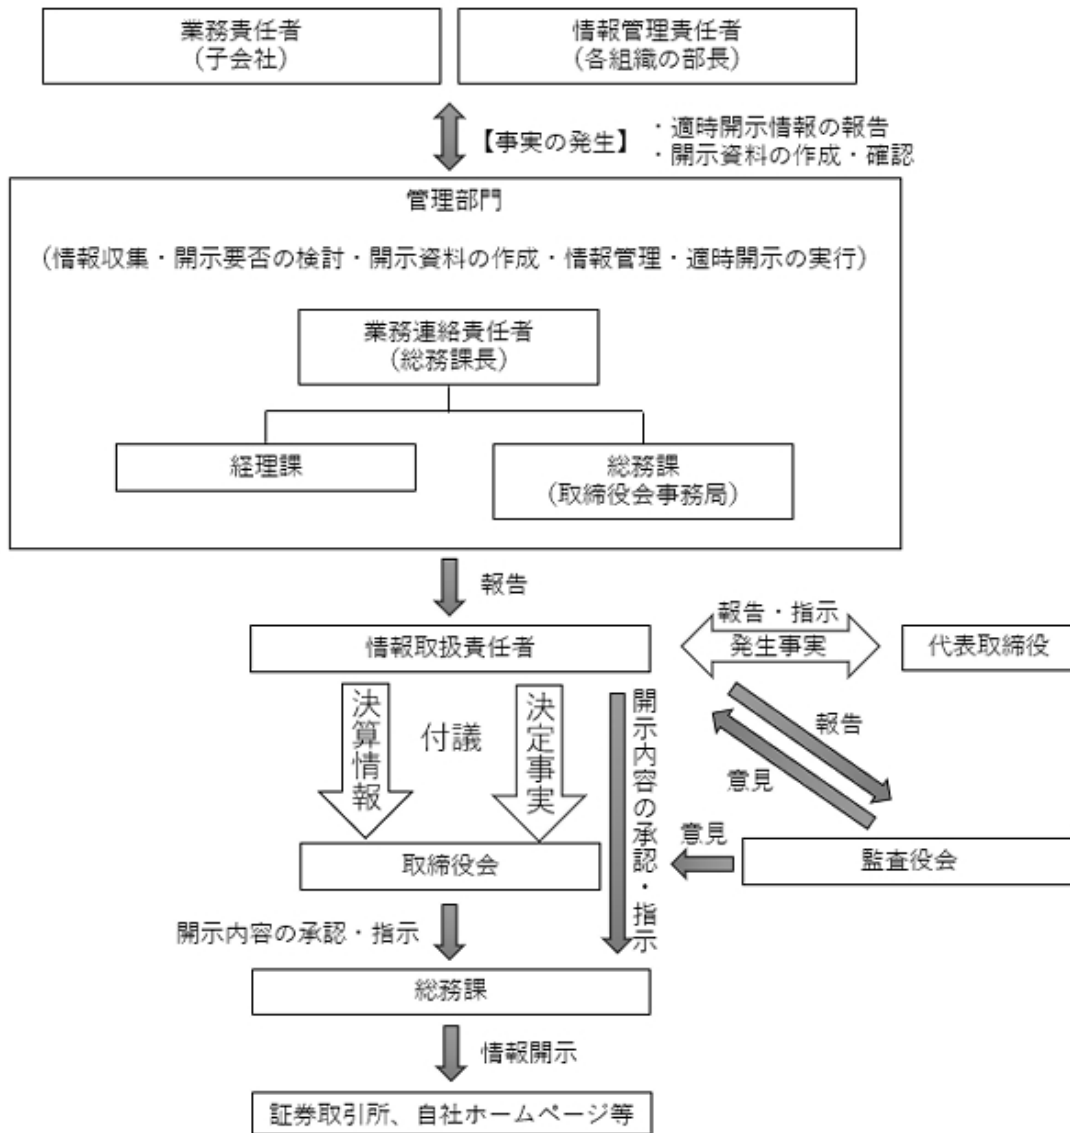 業務責任者
（子会社）
情報管理責任者
（各組織の部長）
【事実の発生】
・適時開示情報の報告
・開示資料の作成・確認
管理部門
（情報収集・開示要否の検討・開示資料の作成・情報管理・適時開示の実行）
業務連絡責任者
（総務課長）
経理課
総務課
（取締役会事務局）
報告
情報取扱責任者
報告・指示
発生事実
代表取締役
決算情報
付議
決定事実
開示内容の承認・指示
報告
意見
意見
取締役会
監査役会
開示内容の承認・指示
総務課
情報開示
証券取引所、自社ホームページ等